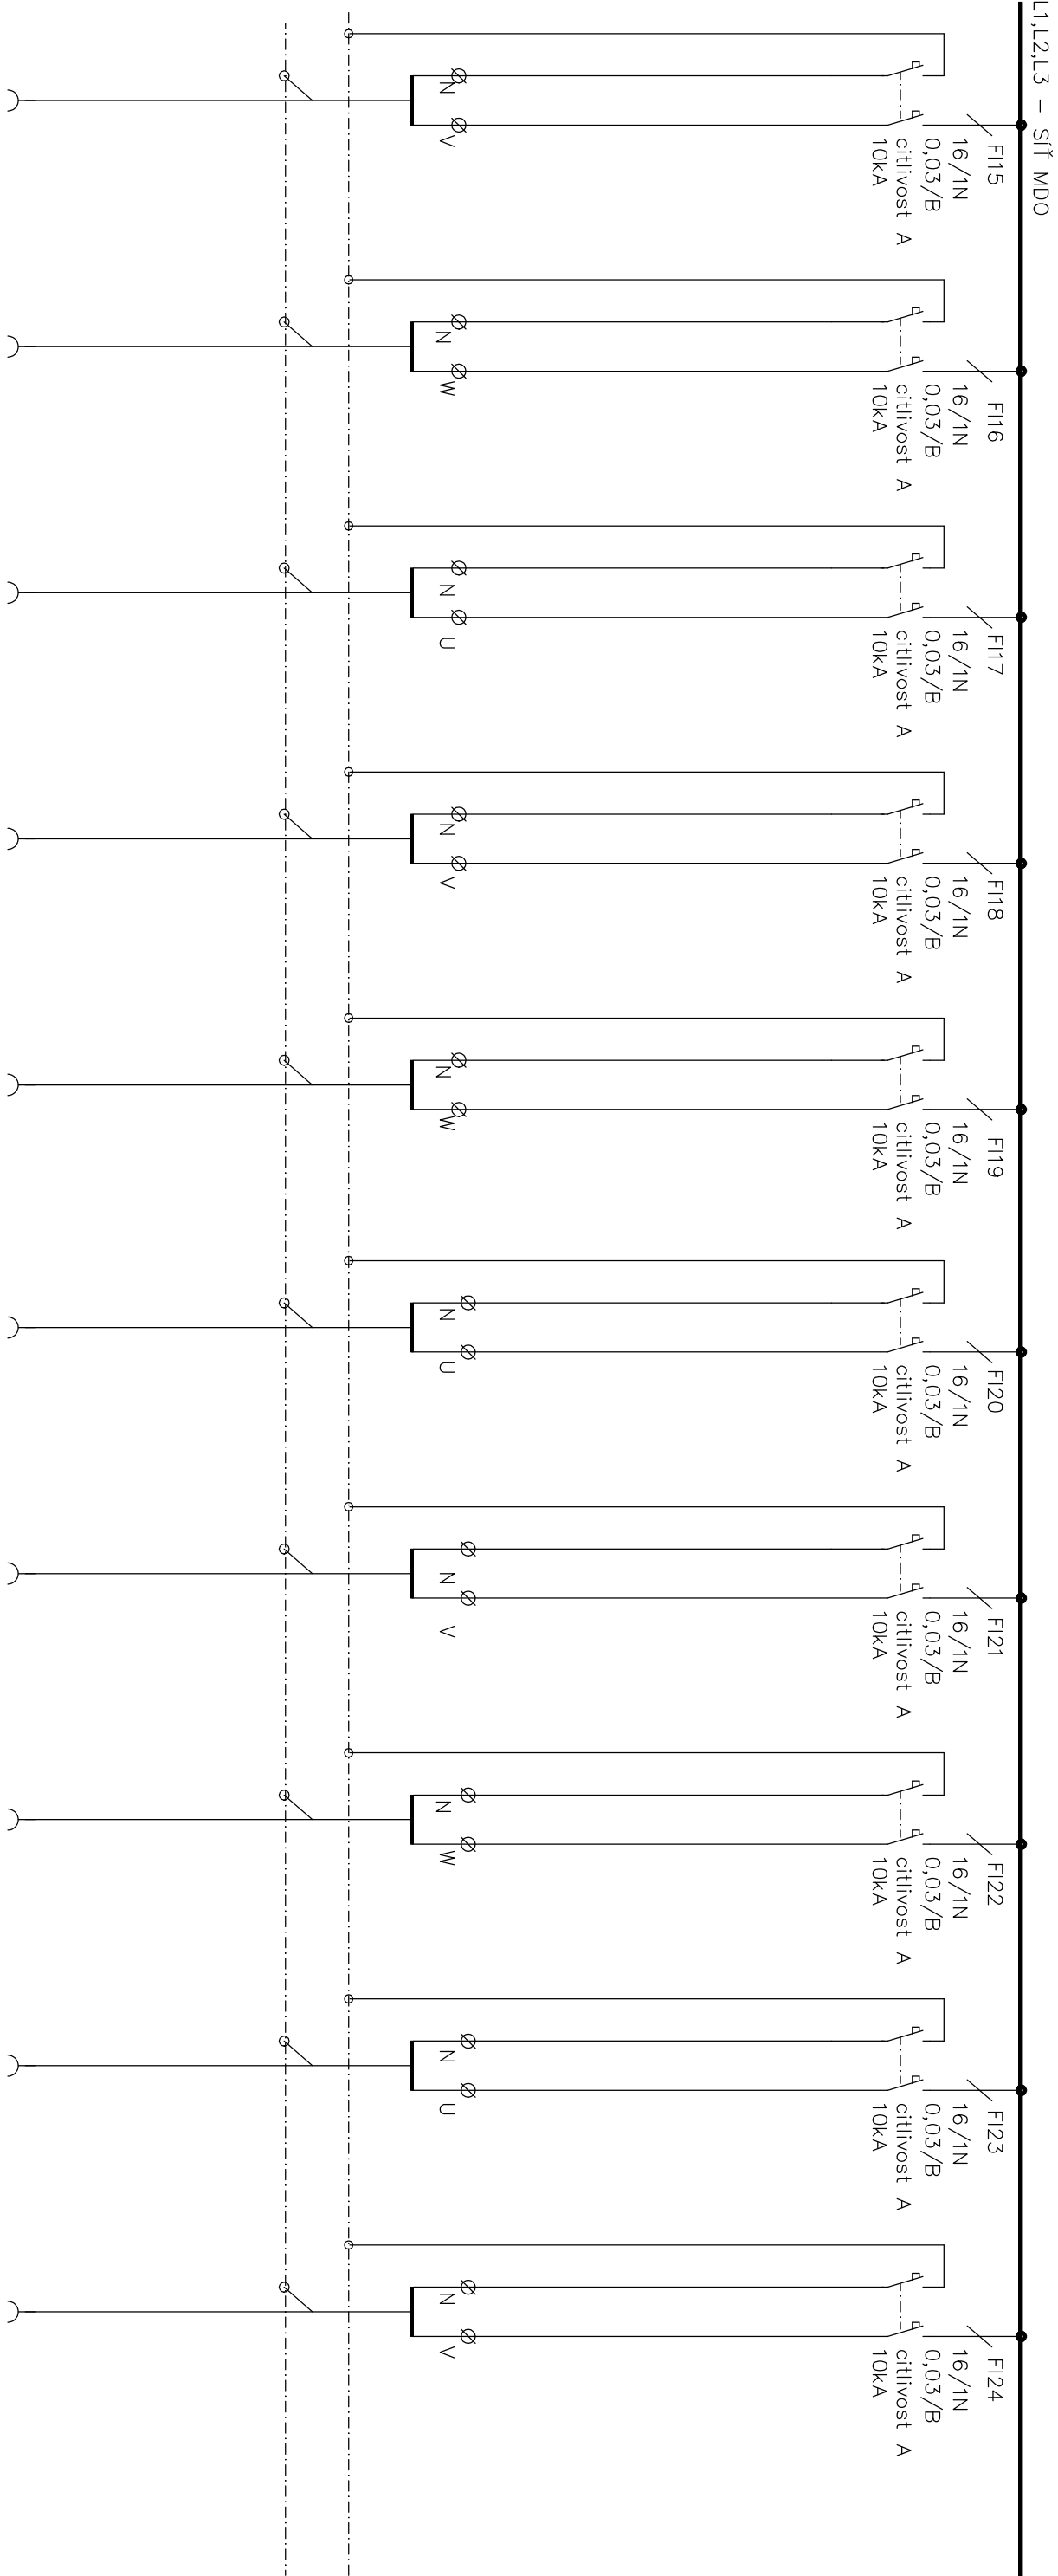 L1,L2,L3 – SÍŤ MDO
FI15
16/1N
0,03/B
citlivost A
10kA
N
V
FI16
16/1N
0,03/B
citlivost A
10kA
N
W
FI17
16/1N
0,03/B
citlivost A
10kA
N
U
FI18
16/1N
0,03/B
citlivost A
10kA
N
V
FI19
16/1N
0,03/B
citlivost A
10kA
N
W
FI20
16/1N
0,03/B
citlivost A
10kA
N
U
FI21
16/1N
0,03/B
citlivost A
10kA
N
V
FI22
16/1N
0,03/B
citlivost A
10kA
N
W
FI23
16/1N
0,03/B
citlivost A
10kA
N
U
FI24
16/1N
0,03/B
citlivost A
10kA
N
V